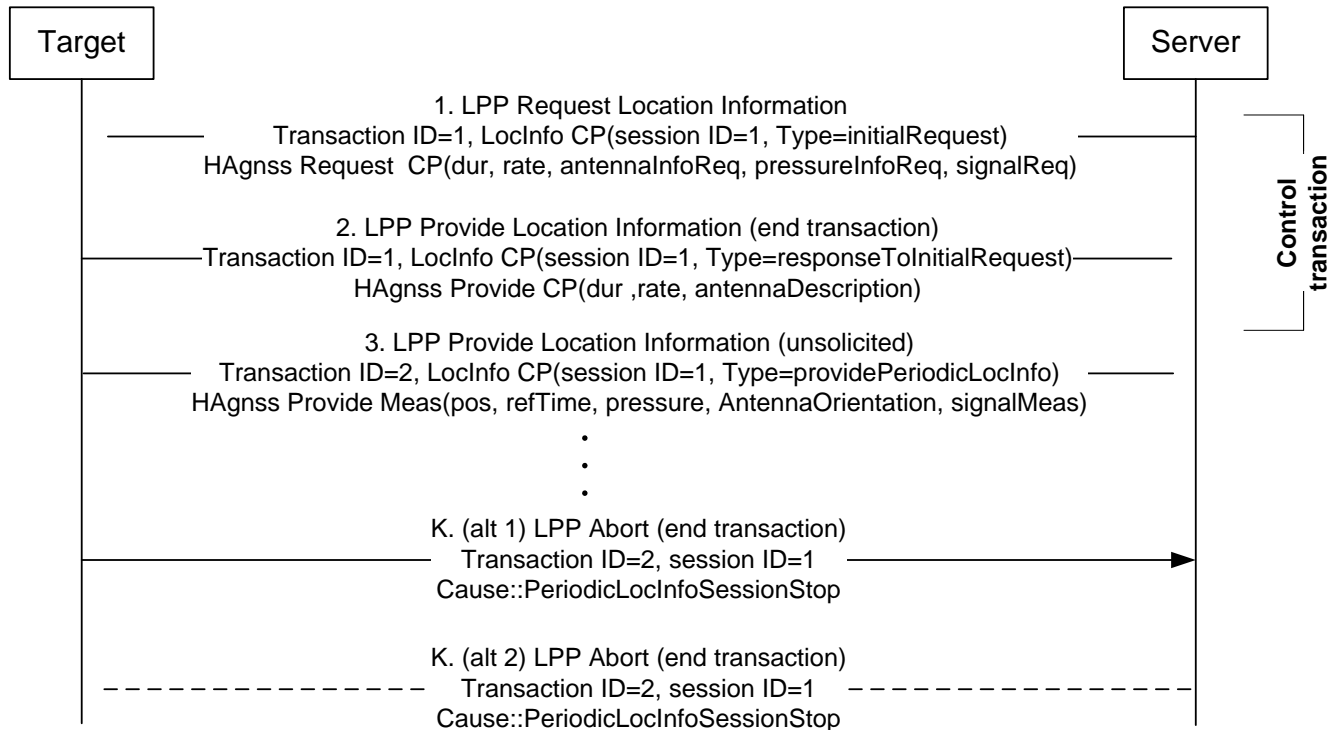 Target
Server
1. LPP Request Location Information
Transaction ID=1, LocInfo CP(session ID=1, Type=initialRequest)
HAgnss Request  CP(dur, rate, antennaInfoReq, pressureInfoReq, signalReq)
Control
transaction
2. LPP Provide Location Information (end transaction)
Transaction ID=1, LocInfo CP(session ID=1, Type=responseToInitialRequest)
HAgnss Provide CP(dur ,rate, antennaDescription)
3. LPP Provide Location Information (unsolicited)
Transaction ID=2, LocInfo CP(session ID=1, Type=providePeriodicLocInfo)
HAgnss Provide Meas(pos, refTime, pressure, AntennaOrientation, signalMeas)
.
.
.
K. (alt 1) LPP Abort (end transaction)
Transaction ID=2, session ID=1
Cause::PeriodicLocInfoSessionStop
K. (alt 2) LPP Abort (end transaction)
Transaction ID=2, session ID=1
Cause::PeriodicLocInfoSessionStop